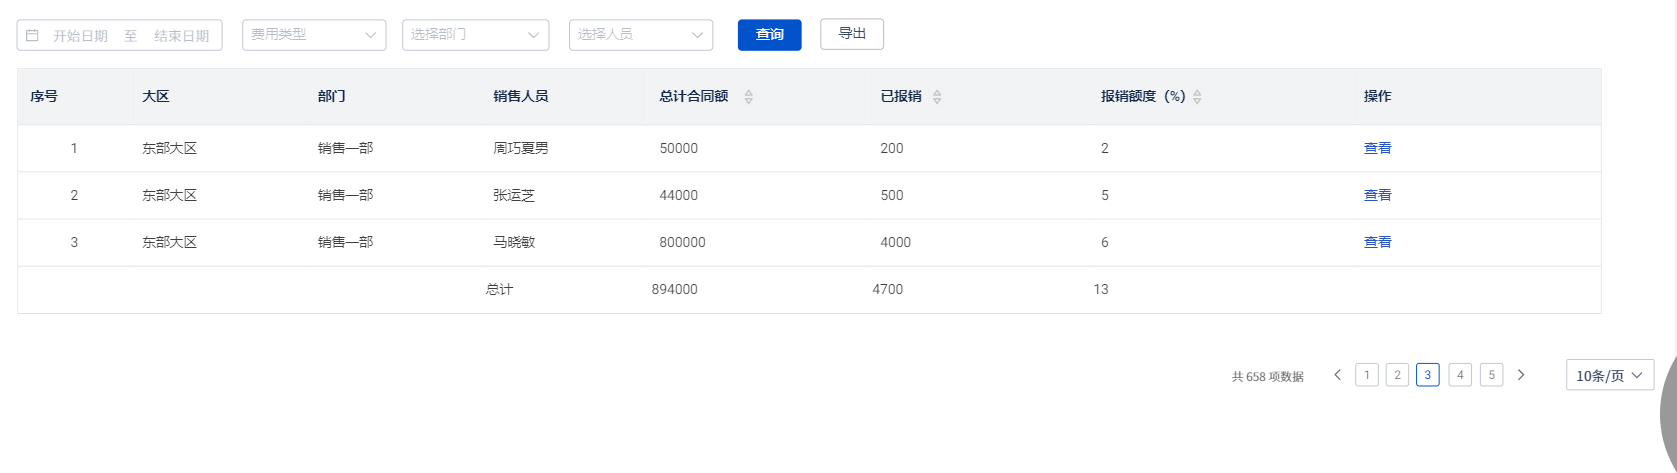 开始日期 至 结束日期 费用类型 选择部门 选择人员 查询 导出
序号 大区 部门 销售人员 总计合同额 已报销 报销额度（%） 操作
1 东部大区 销售一部 周巧夏男 50000 200 2 查看
2 东部大区 销售一部 张运芝 44000 500 5 查看
3 东部大区 销售一部 马晓敏 800000 4000 6 查看
总计 894000 4700 13
共 658 项数据 1 2 3 4 5 10条/页